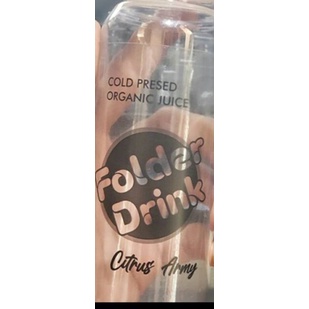 COLD PRESED
ORGANIC JUICE
Folder
Drink
Citrus Army